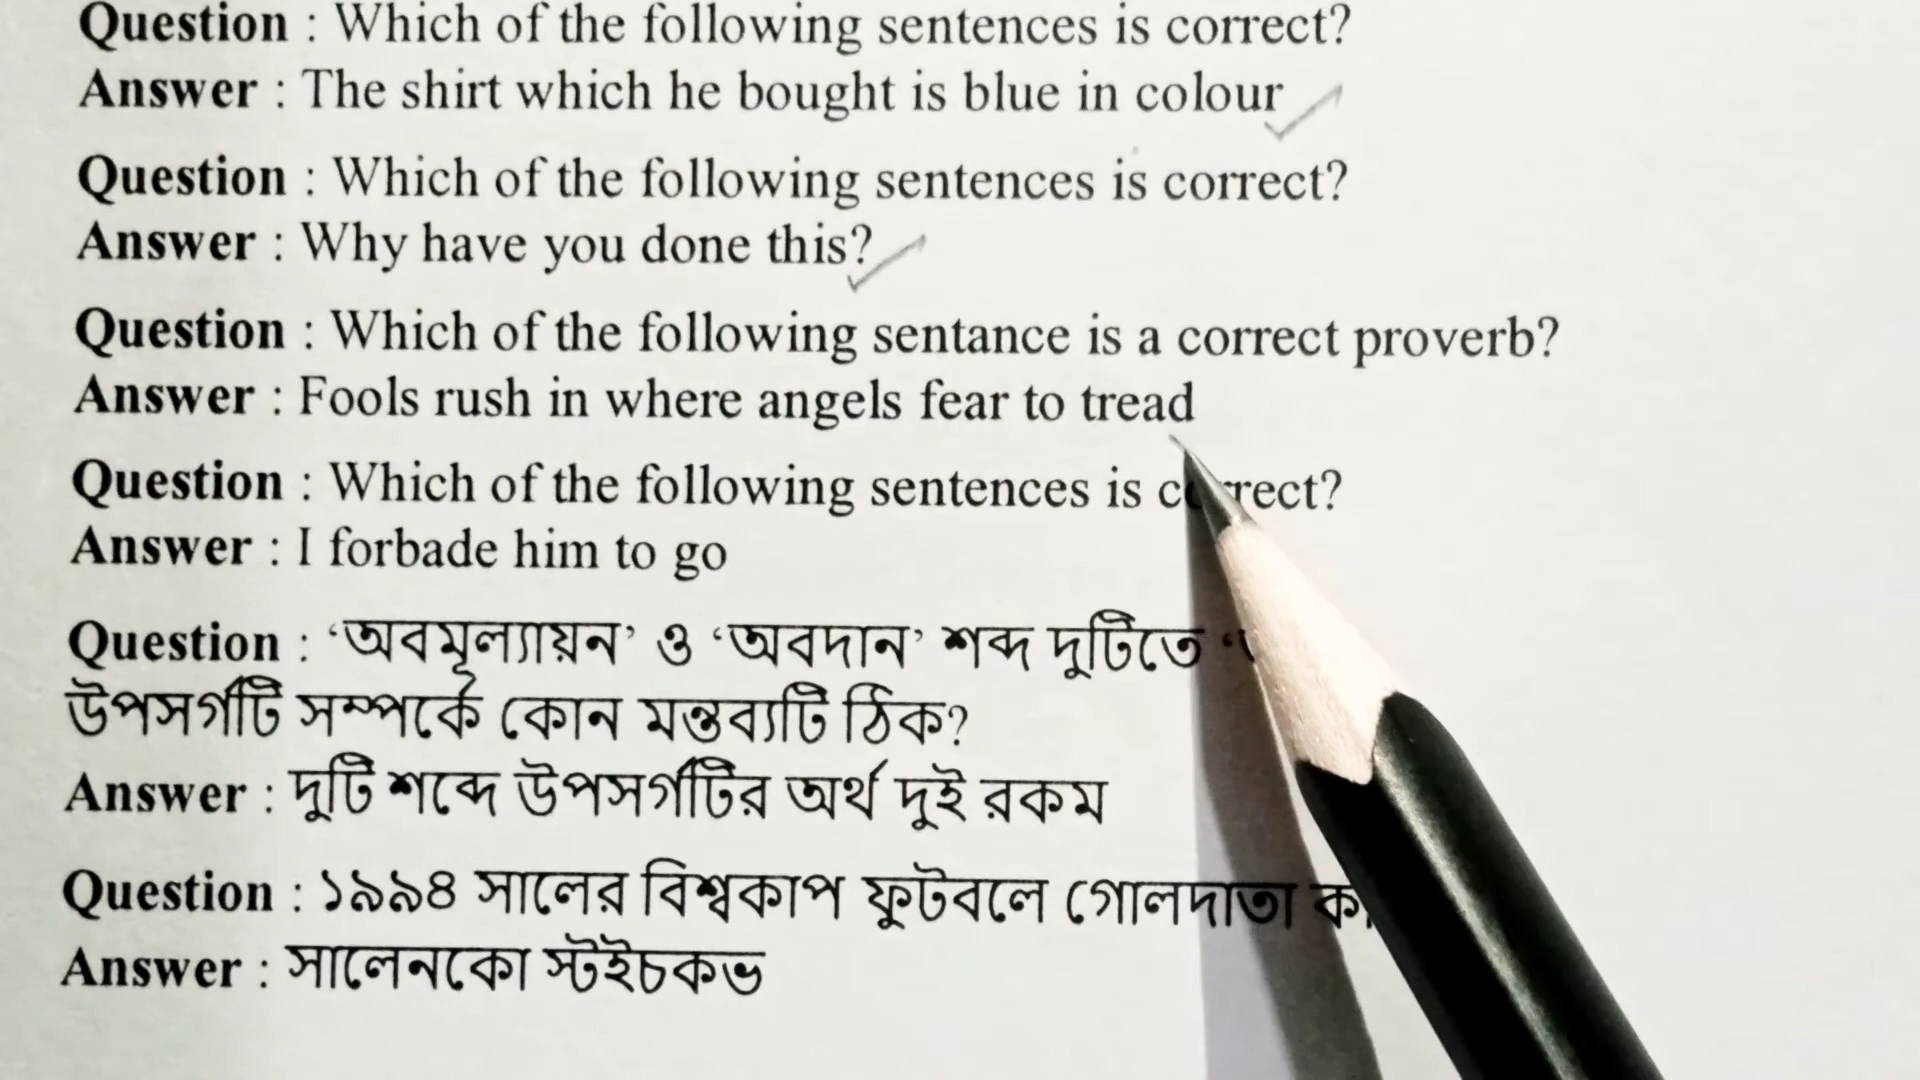 Question : Which of the following sentences is correct?
Answer : The shirt which he bought is blue in colour
Question : Which of the following sentences is correct?
Answer : Why have you done this?
Question : Which of the following sentance is a correct proverb?
Answer : Fools rush in where angels fear to tread
Question : Which of the following sentences is correct?
Answer : I forbade him to go
Question : ‘অবমূল্যায়ন’ ও ‘অবদান’ শব্দ দুটিতে
উপসর্গটি সম্পর্কে কোন মন্তব্যটি ঠিক?
Answer : দুটি শব্দে উপসর্গটির অর্থ দুই রকম
Question : ১৯৯৪ সালের বিশ্বকাপ ফুটবলে গোলদাতা
Answer : সালেনকো স্টইচকভ